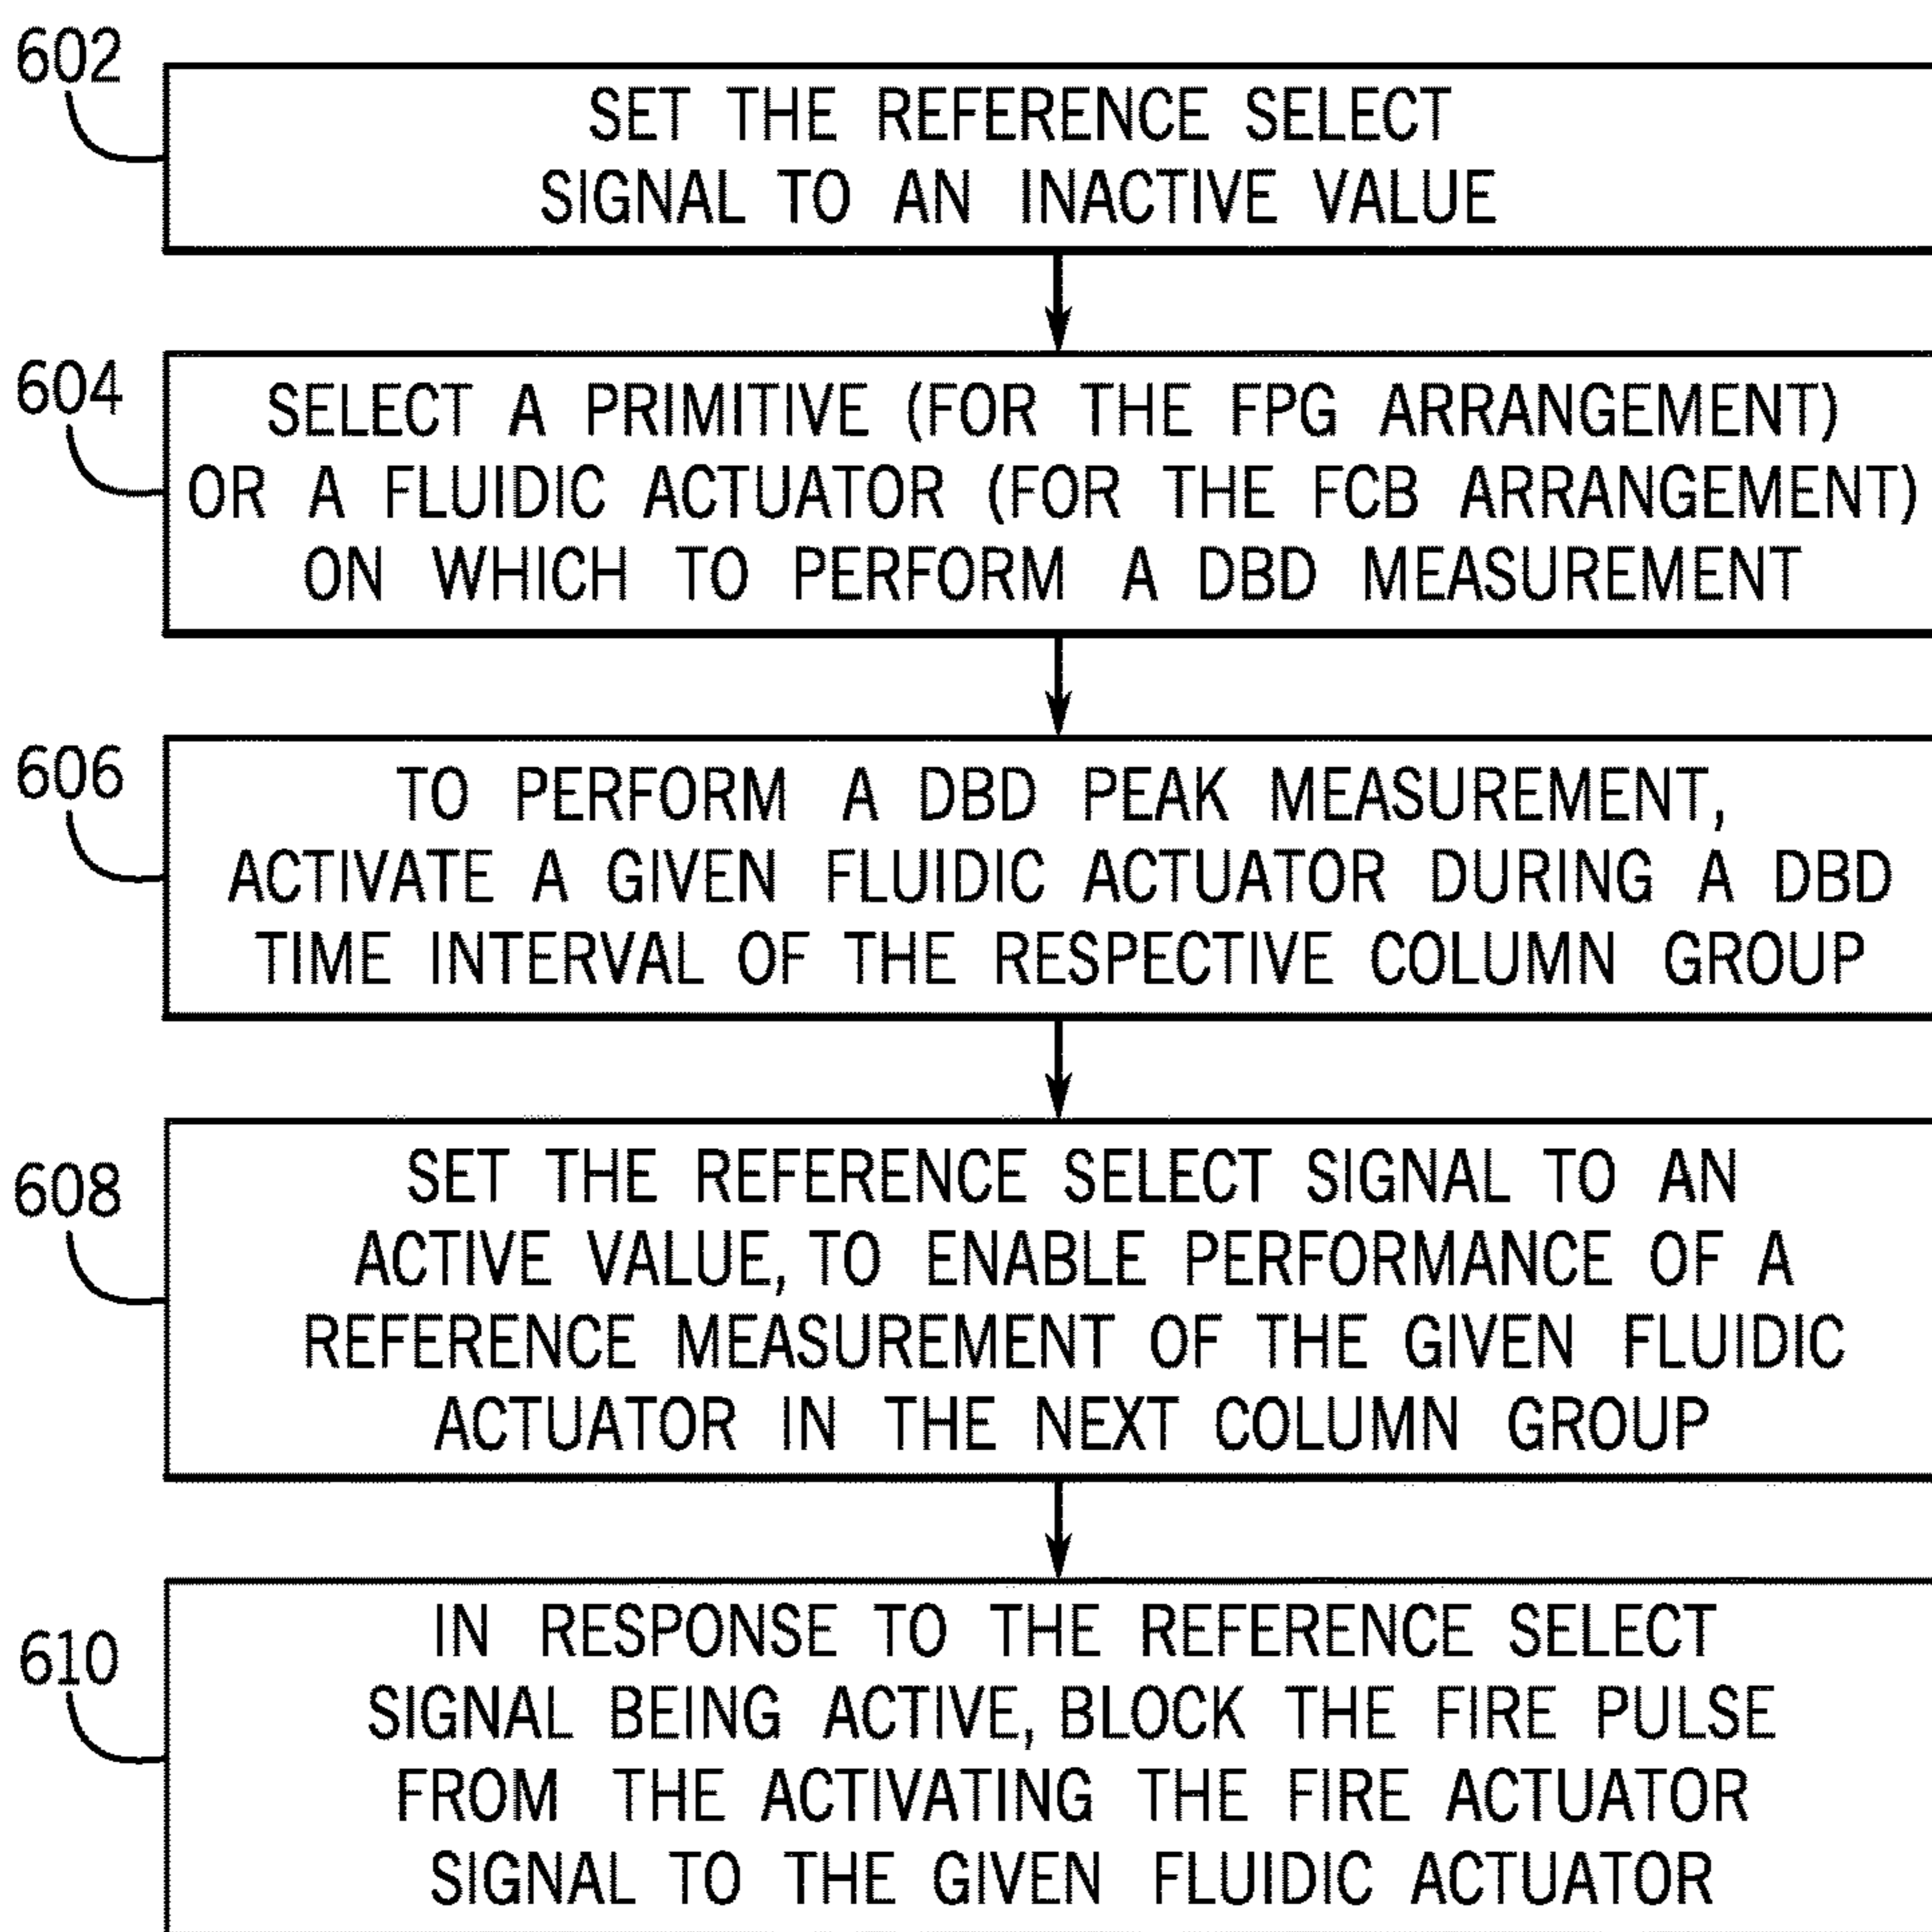 602
SET THE REFERENCE SELECT
SIGNAL TO AN INACTIVE VALUE
604
SELECT A PRIMITIVE (FOR THE FPG ARRANGEMENT)
OR A FLUIDIC ACTUATOR (FOR THE FCB ARRANGEMENT)
ON WHICH TO PERFORM A DBD MEASUREMENT
606
TO PERFORM A DBD PEAK MEASUREMENT,
ACTIVATE A GIVEN FLUIDIC ACTUATOR DURING A DBD
TIME INTERVAL OF THE RESPECTIVE COLUMN GROUP
608
SET THE REFERENCE SELECT SIGNAL TO AN
ACTIVE VALUE, TO ENABLE PERFORMANCE OF A
REFERENCE MEASUREMENT OF THE GIVEN FLUIDIC
ACTUATOR IN THE NEXT COLUMN GROUP
610
IN RESPONSE TO THE REFERENCE SELECT
SIGNAL BEING ACTIVE, BLOCK THE FIRE PULSE
FROM THE ACTIVATING THE FIRE ACTUATOR
SIGNAL TO THE GIVEN FLUIDIC ACTUATOR